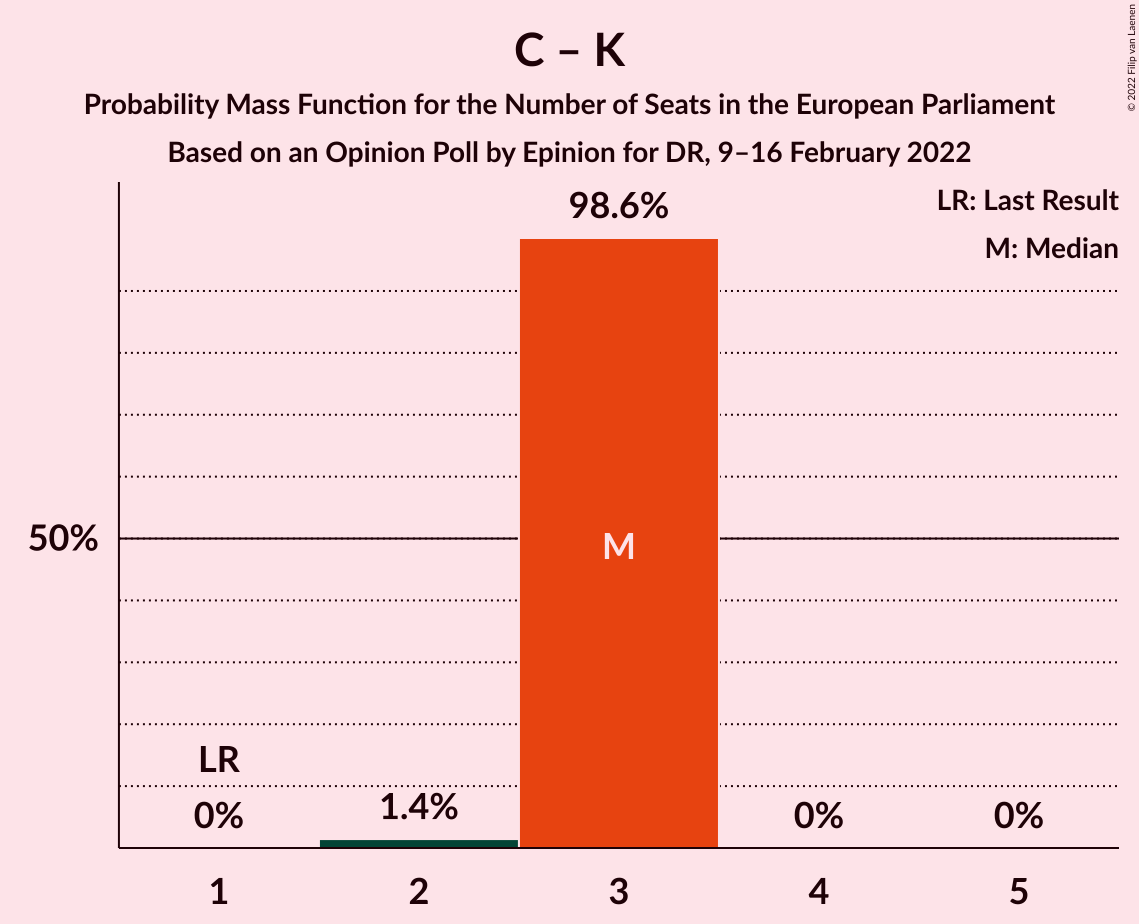 C – K
Probability Mass Function for the Number of Seats in the European Parliament
Based on an Opinion Poll by Epinion for DR, 9–16 February 2022
© 2022 Filip van Laenen
LR: Last Result
M: Median
98.6%
50%
M
LR
0%
1.4%
0%
0%
1
2
3
4
5